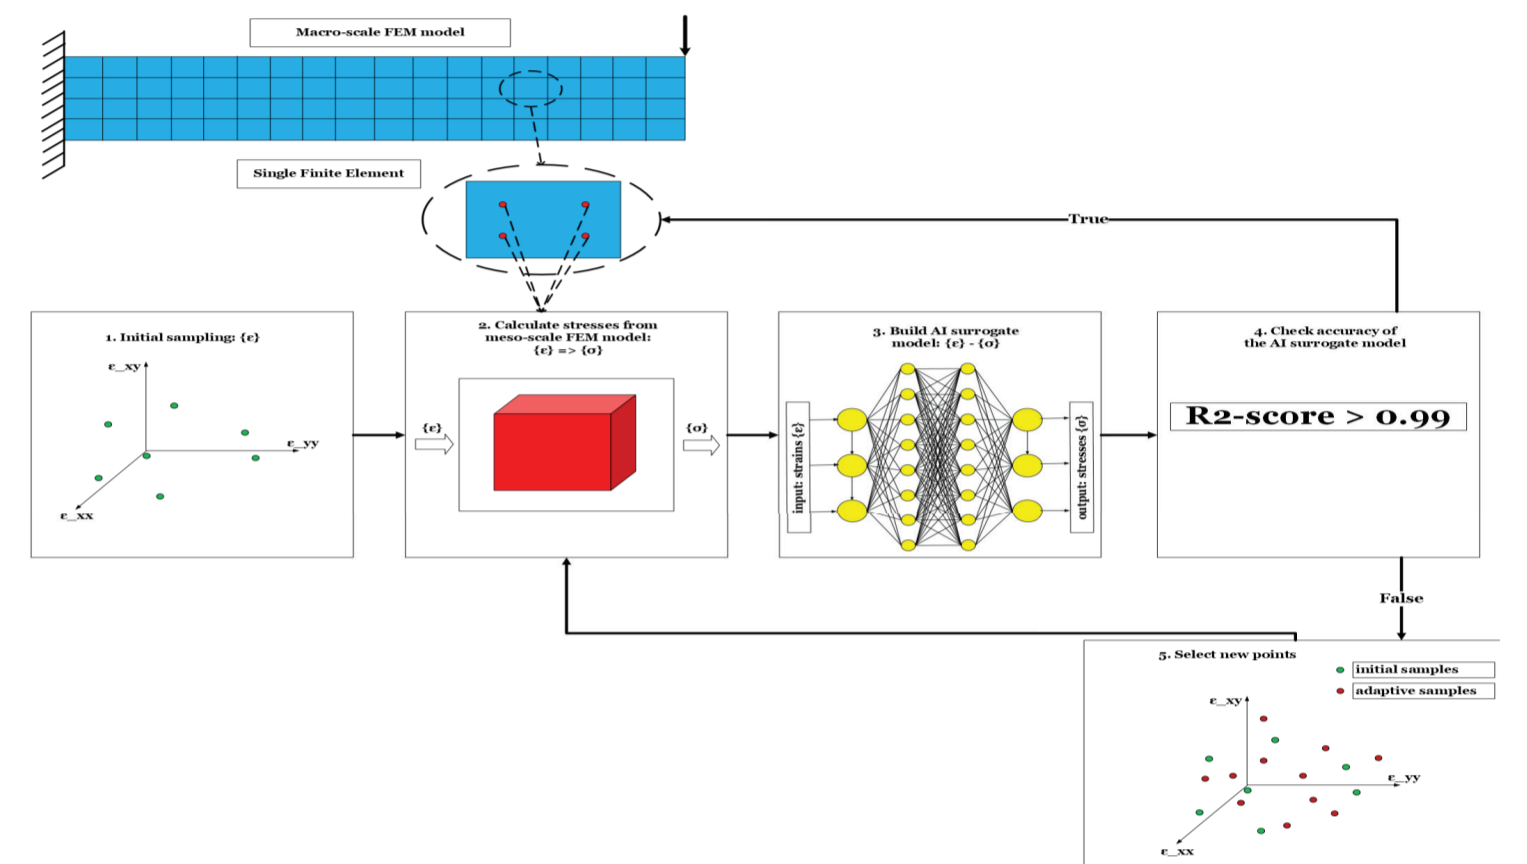 Macro-scale FEM model
Single Finite Element
True
1. Initial sampling: {ε}
ε_xy
ε_yy
ε_xx
2. Calculate stresses from
meso-scale FEM model:
{ε} => {σ}
{ε}
{σ}
3. Build AI surrogate
model: {ε} - {σ}
input: strains {ε}
output: stresses {σ}
4. Check accuracy of
the AI surrogate model
R2-score > 0.99
False
5. Select new points
initial samples
adaptive samples
ε_xy
ε_yy
ε_xx